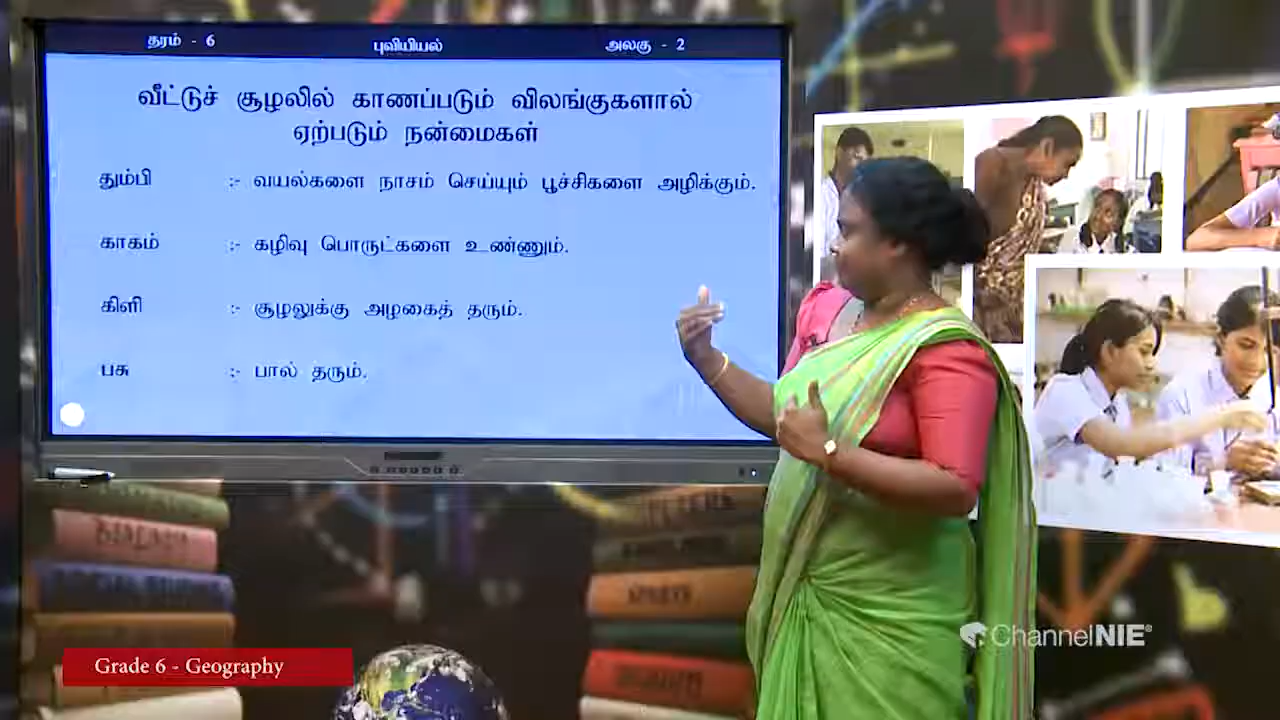 தரம் - 6 புவியியல் அலகு - 2
வீட்டுச் சூழலில் காணப்படும் விலங்குகளால்
ஏற்படும் நன்மைகள்
தும்பி :- வயல்களை நாசம் செய்யும் பூச்சிகளை அழிக்கும்.
காகம் :- கழிவு பொருட்களை உண்ணும்.
கிளி :- சூழலுக்கு அழகைத் தரும்.
பசு :- பால் தரும்.
ChannelNIE
Grade 6 - Geography